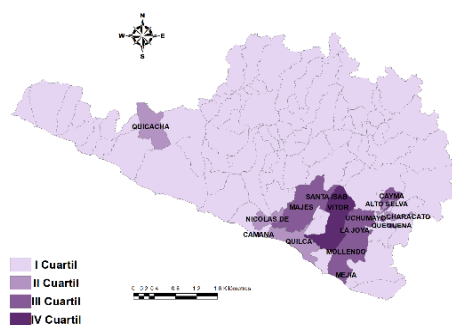 N
W E
S
QUICACHA
SANTA ISAB
CAYMA
MAJES
VITOR
ALTO SELVA
NICOLAS DE
UCHUMAYO
CHARACATO
CAMANA
LA JOYA
QUEQUENA
QUILCA
MOLLENDO
MEJIA
I Cuartil
II Cuartil
III Cuartil
IV Cuartil